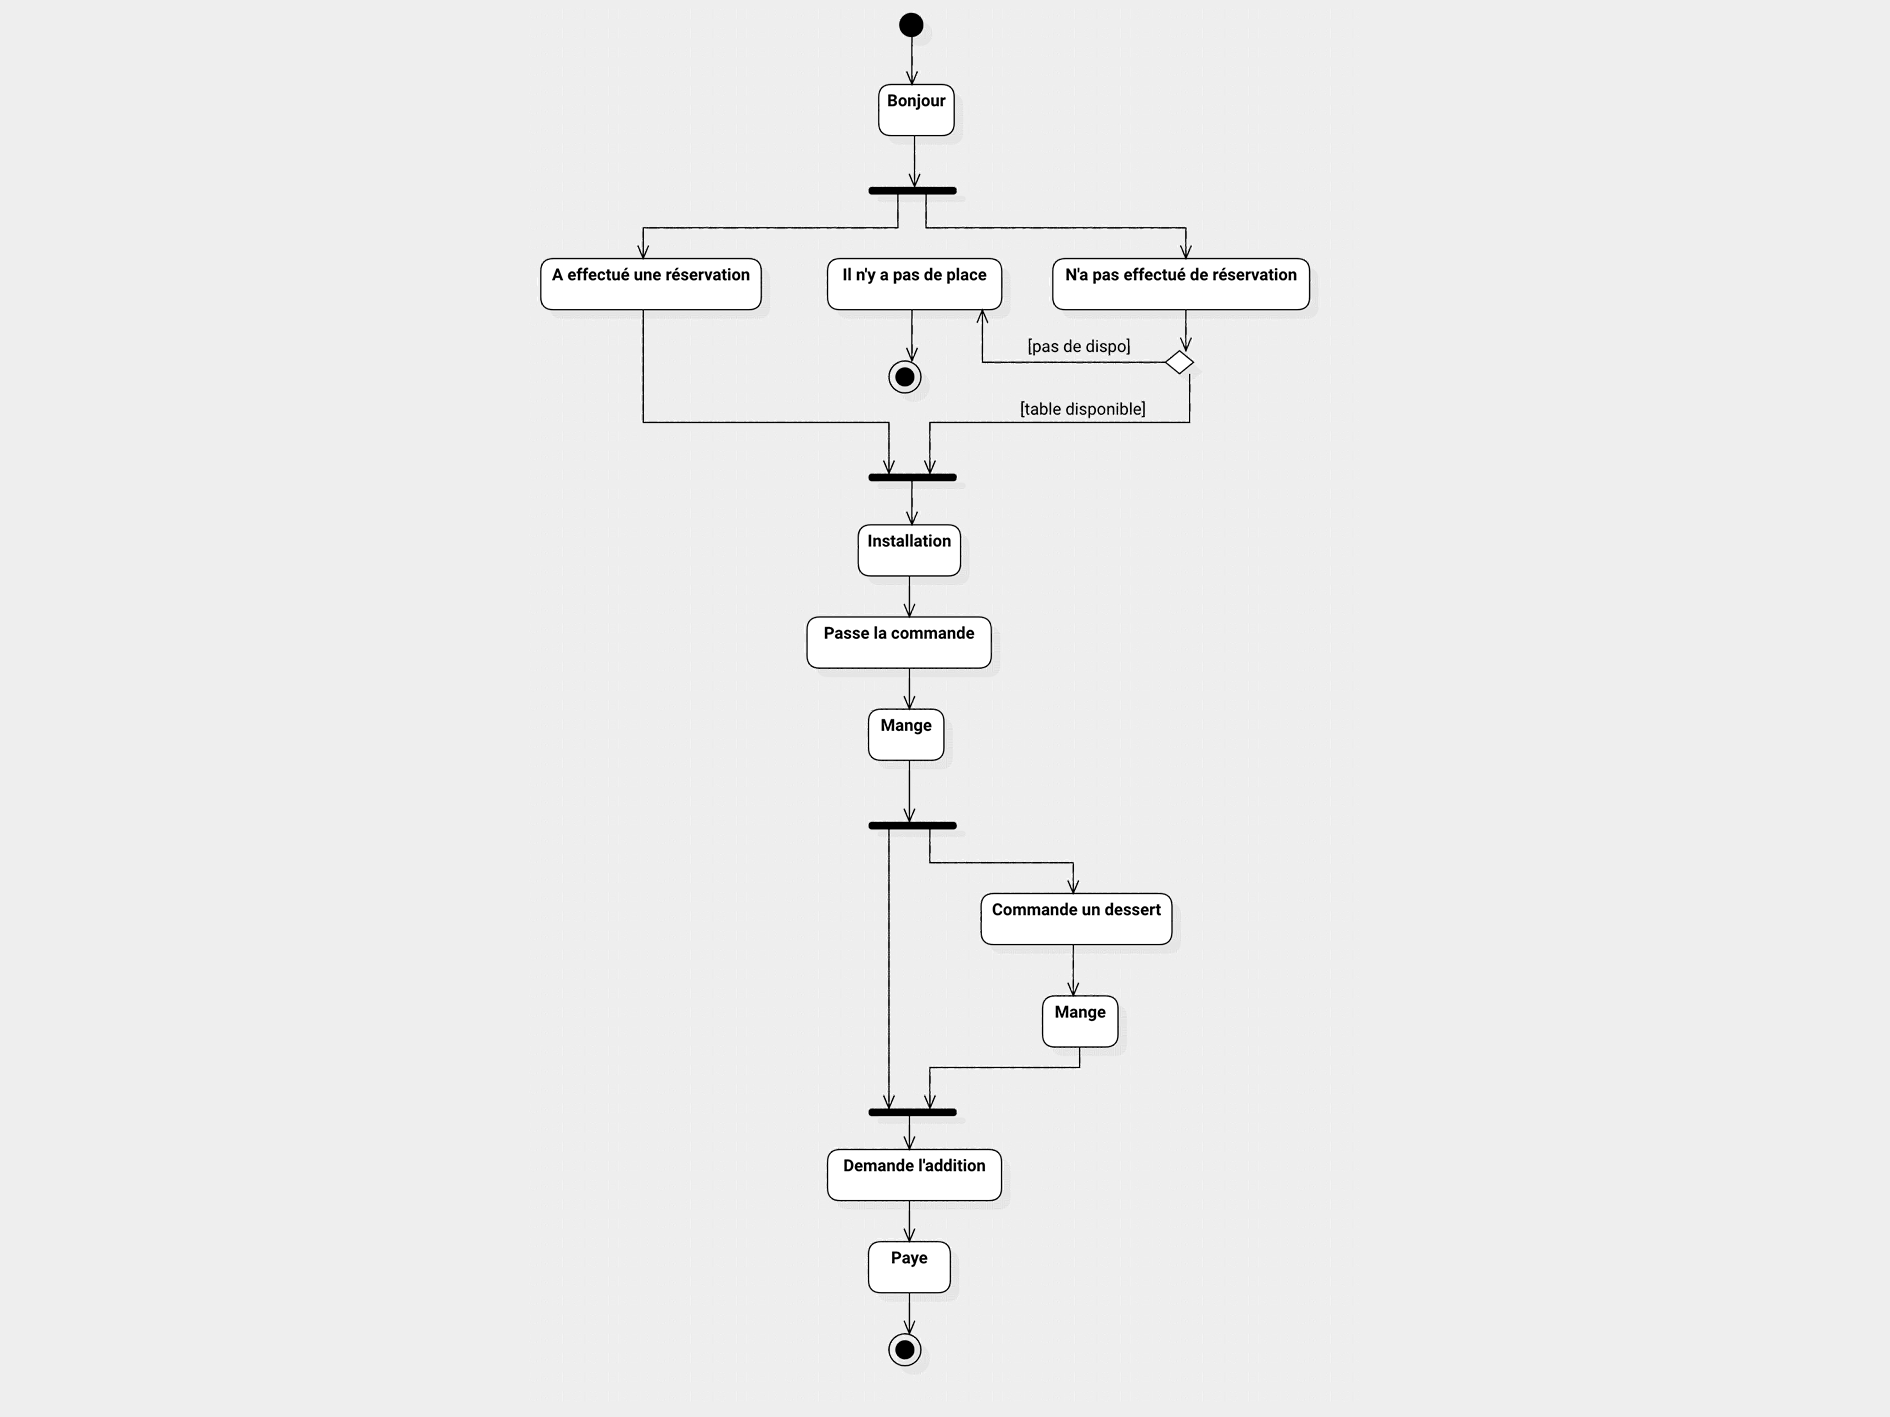 Bonjour
A effectué une réservation
Il n'y a pas de place
N'a pas effectué de réservation
[pas de dispo]
[table disponible]
Installation
Passe la commande
Mange
Commande un dessert
Mange
Demande l'addition
Paye